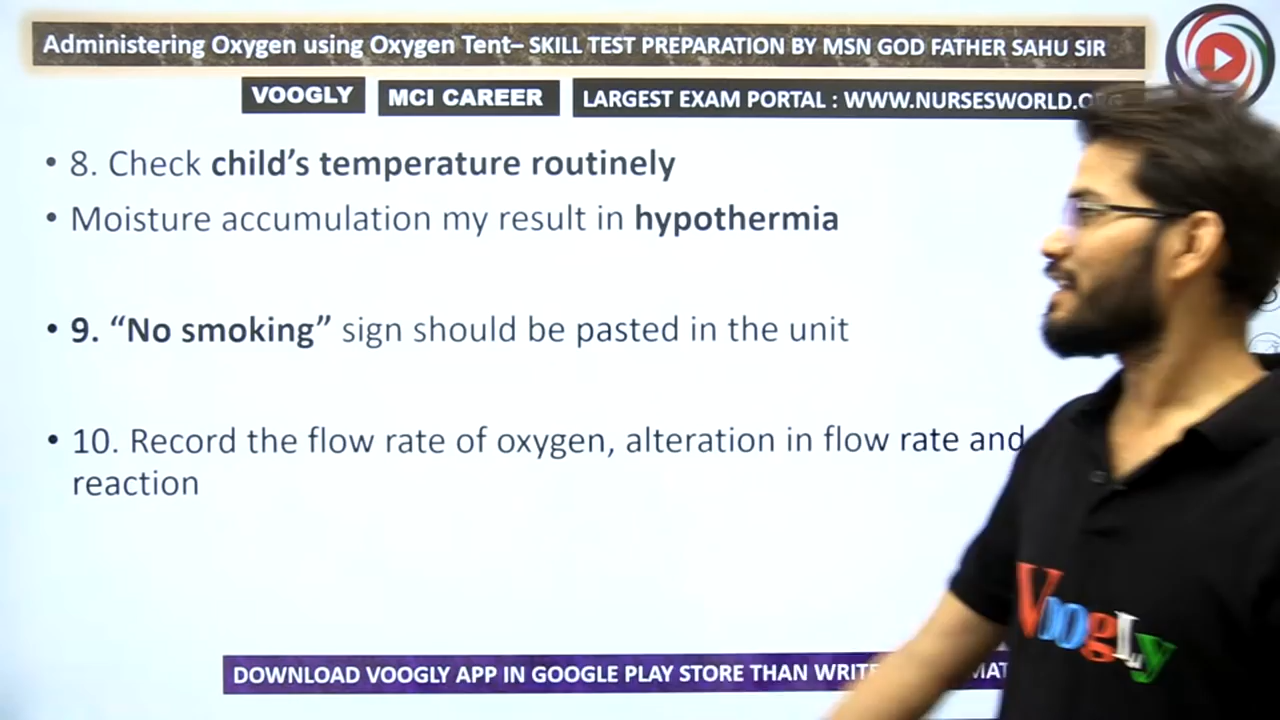 Administering Oxygen using Oxygen Tent– SKILL TEST PREPARATION BY MSN GOD FATHER SAHU SIR
VOOGLY
MCI CAREER
LARGEST EXAM PORTAL : WWW.NURSESWORLD.ORG
• 8. Check child's temperature routinely
• Moisture accumulation my result in hypothermia
• 9. “No smoking” sign should be pasted in the unit
• 10. Record the flow rate of oxygen, alteration in flow rate and
reaction
Voogly
DOWNLOAD VOOGLY APP IN GOOGLE PLAY STORE THAN